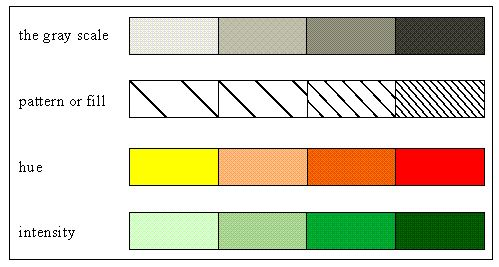 the gray scale
pattern or fill
hue
intensity